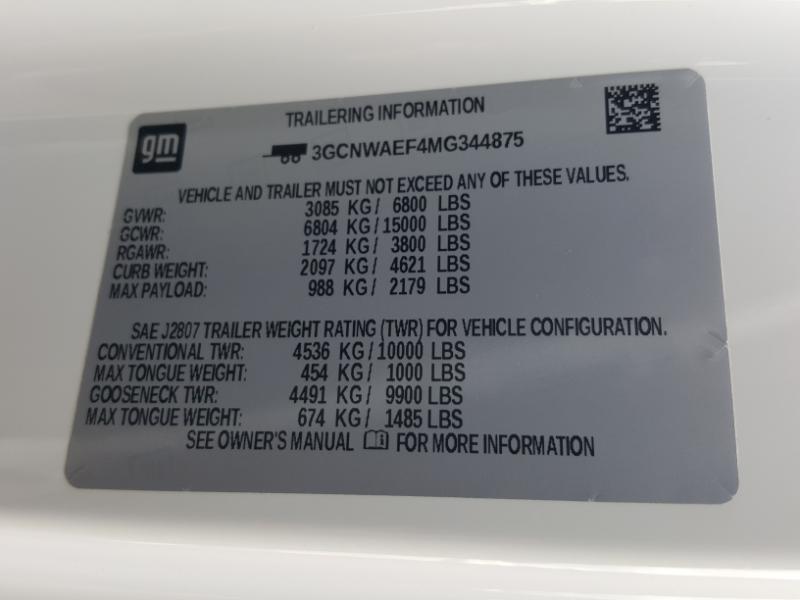 gm
TRAILERING INFORMATION
3GCNWAEF4MG344875
VEHICLE AND TRAILER MUST NOT EXCEED ANY OF THESE VALUES.
GVWR: 3085 KG/ 6800 LBS
GCWR: 6804 KG/15000 LBS
RGAWR: 1724 KG/ 3800 LBS
CURB WEIGHT: 2097 KG/ 4621 LBS
MAX PAYLOAD: 988 KG/ 2179 LBS
SAE J2807 TRAILER WEIGHT RATING (TWR) FOR VEHICLE CONFIGURATION.
CONVENTIONAL TWR: 4536 KG/10000 LBS
MAX TONGUE WEIGHT: 454 KG/ 1000 LBS
GOOSENECK TWR: 4491 KG/ 9900 LBS
MAX TONGUE WEIGHT: 674 KG/ 1485 LBS
SEE OWNER'S MANUAL FOR MORE INFORMATION